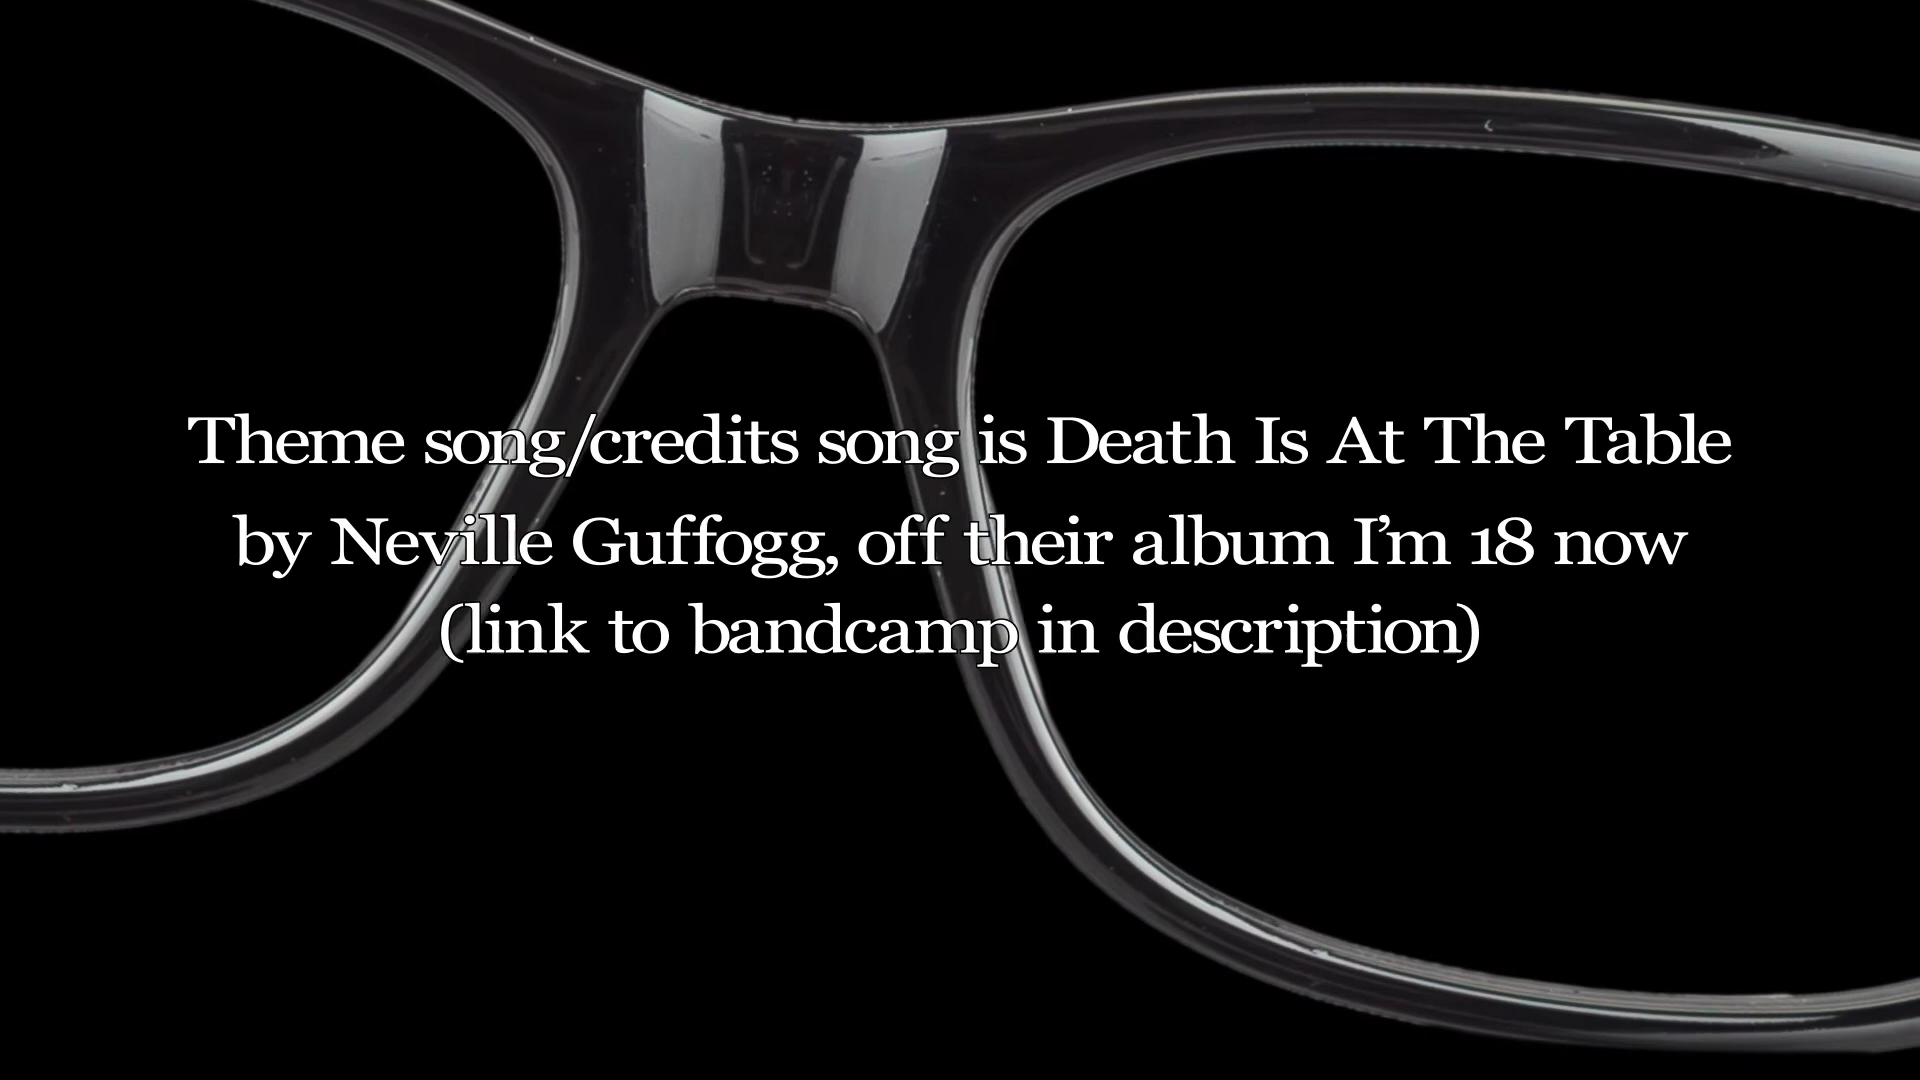 Theme song/credits song is Death Is At The Table
by Neville Guffogg, off their album I’m 18 now
(link to bandcamp in description)